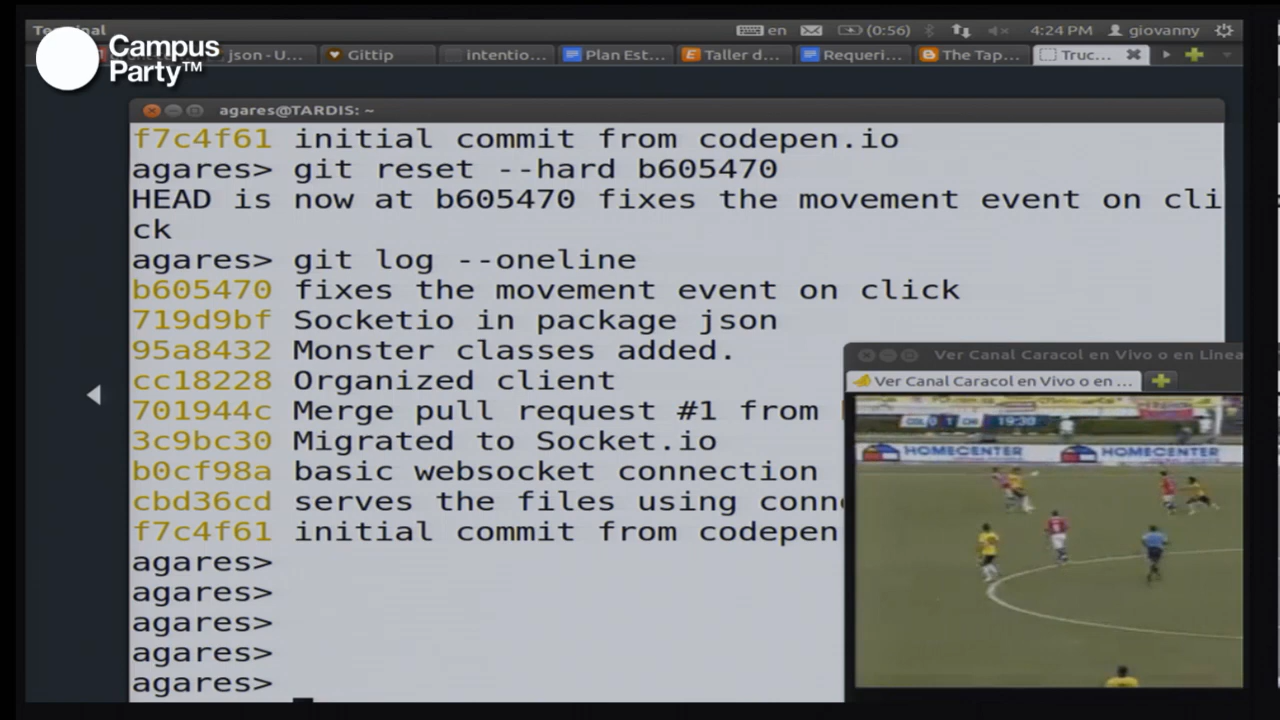 Terminal
en
(0:56)
4:24 PM
giovanny
Campus
Party™
json - U...
Gittip
intentio...
Plan Est...
Taller d...
Requeri...
The Tap...
Truc...
agares@TARDIS: ~
f7c4f61 initial commit from codepen.io
agares> git reset --hard b605470
HEAD is now at b605470 fixes the movement event on cli
ck
agares> git log --oneline
b605470 fixes the movement event on click
719d9bf Socketio in package json
95a8432 Monster classes added.
cc18228 Organized client
701944c Merge pull request #1 from
3c9bc30 Migrated to Socket.io
b0cf98a basic websocket connection
cbd36cd serves the files using conn
f7c4f61 initial commit from codepen
agares>
agares>
agares>
agares>
agares>
Ver Canal Caracol en Vivo o en Linea
Ver Canal Caracol en Vivo o en ...
COL 0 1 CHI 19:30
HOMECENTER HOMECENTER